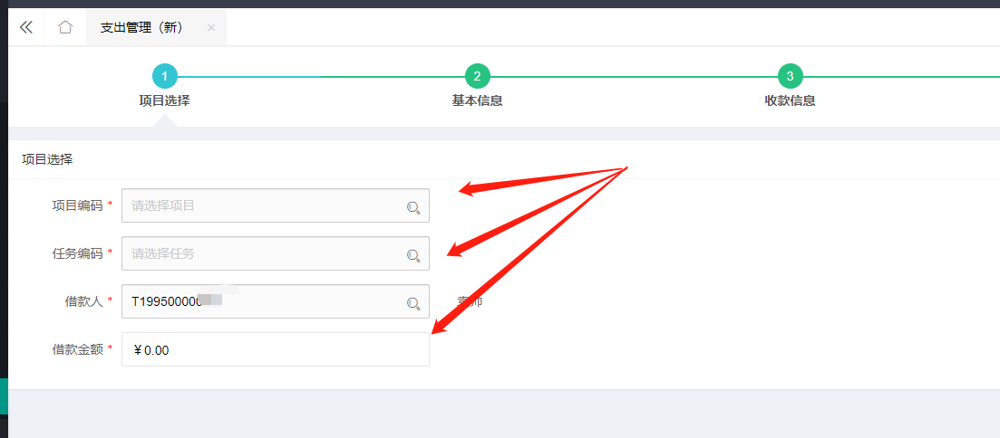 支出管理（新）
1
2
3
项目选择
基本信息
收款信息
项目选择
项目编码 *
请选择项目
任务编码 *
请选择任务
借款人 *
T199500000
借款金额 *
￥0.00